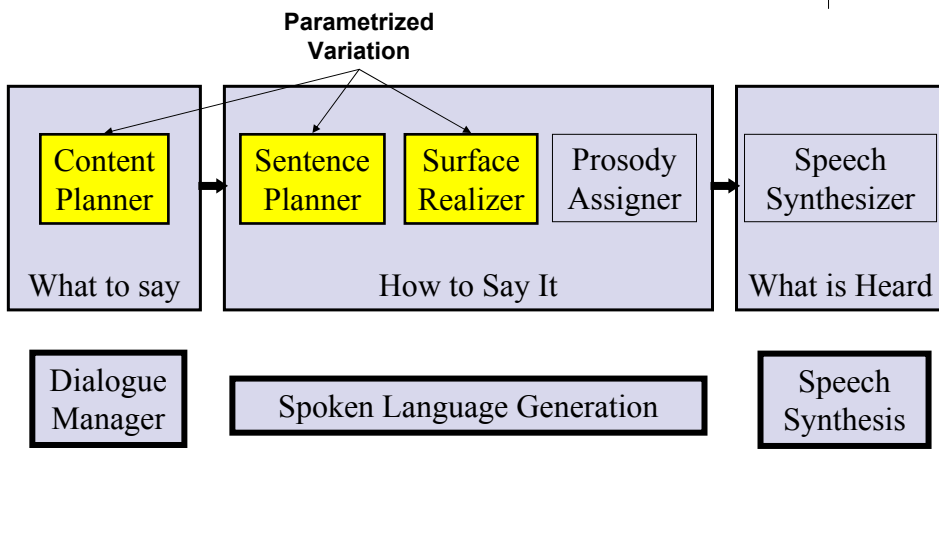 Parametrized
Variation
Content
Planner
Sentence
Planner
Surface
Realizer
Prosody
Assigner
Speech
Synthesizer
What to say
How to Say It
What is Heard
Dialogue
Manager
Spoken Language Generation
Speech
Synthesis